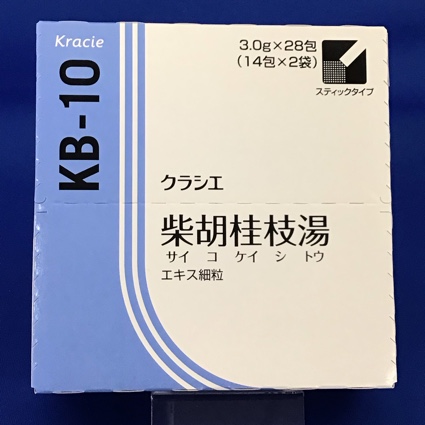 Kracie
KB-10
3.0g×28包
(14包×2袋)
スティックタイプ
クラシエ
柴胡桂枝湯
サイ コ ケイ シ トウ
エキス細粒